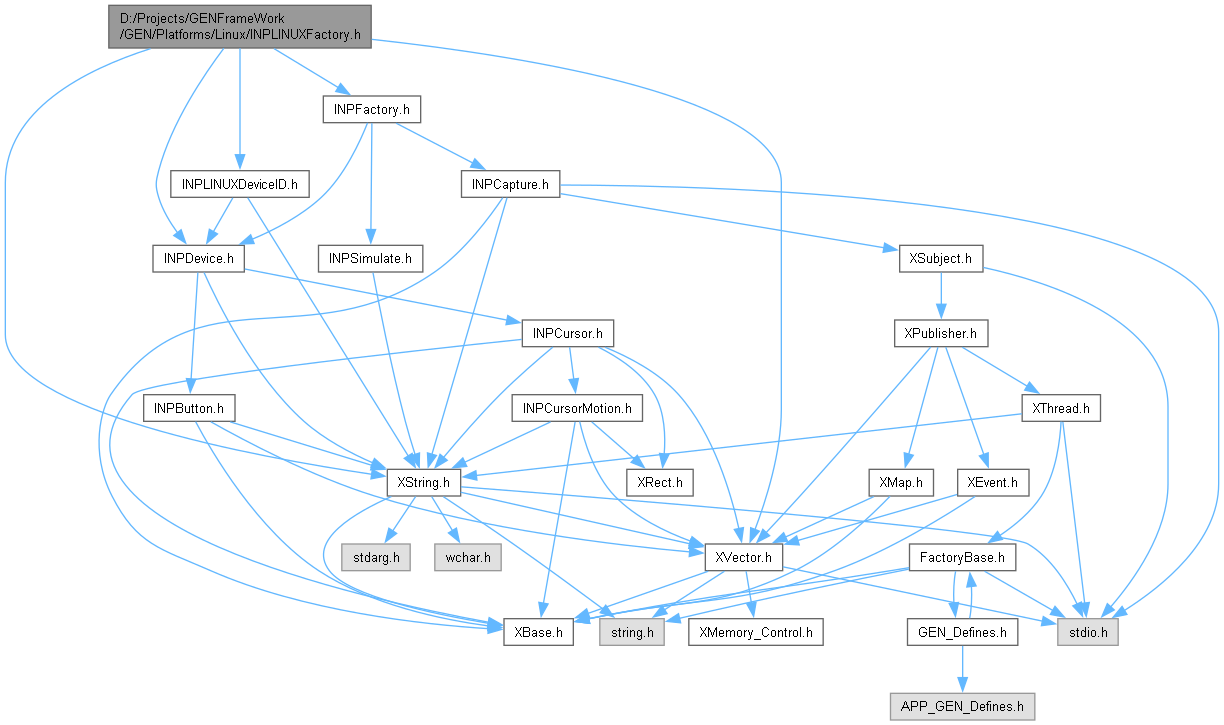 D:/Projects/GENFrameWork
/GEN/Platforms/Linux/INPLINUXFactory.h
INPFactory.h
INPLINUXDeviceID.h
INPCapture.h
INPDevice.h
INPSimulate.h
XSubject.h
INPCursor.h
XPublisher.h
INPButton.h
INPCursorMotion.h
XThread.h
XString.h
XRect.h
XMap.h
XEvent.h
stdarg.h
wchar.h
XVector.h
FactoryBase.h
XBase.h
string.h
XMemory_Control.h
GEN_Defines.h
stdio.h
APP_GEN_Defines.h